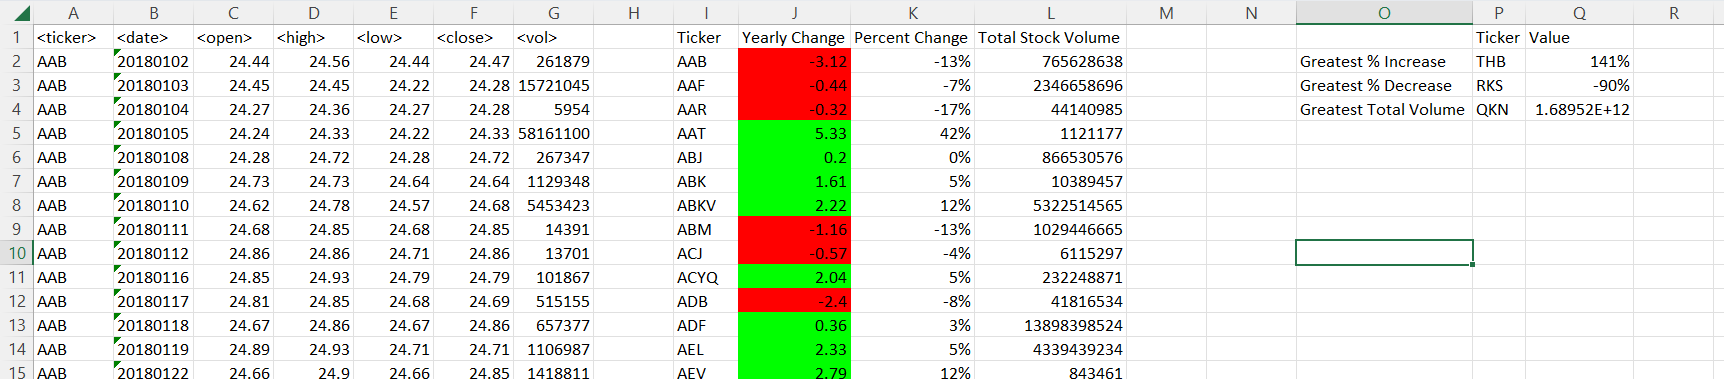 A B C D E F G H I J K L M N O P Q R
1 <ticker> <date> <open> <high> <low> <close> <vol> Ticker Yearly Change Percent Change Total Stock Volume Ticker Value
2 AAB 20180102 24.44 24.56 24.44 24.47 261879 AAB -3.12 -13% 765628638 Greatest % Increase THB 141%
3 AAB 20180103 24.45 24.45 24.22 24.28 15721045 AAF -0.44 -7% 2346658696 Greatest % Decrease RKS -90%
4 AAB 20180104 24.27 24.36 24.27 24.28 5954 AAR -0.32 -17% 44140985 Greatest Total Volume QKN 1.68952E+12
5 AAB 20180105 24.24 24.33 24.22 24.33 58161100 AAT 5.33 42% 1121177
6 AAB 20180108 24.28 24.72 24.28 24.72 267347 ABJ 0.2 0% 866530576
7 AAB 20180109 24.73 24.73 24.64 24.64 1129348 ABK 1.61 5% 10389457
8 AAB 20180110 24.62 24.78 24.57 24.68 5453423 ABKV 2.22 12% 5322514565
9 AAB 20180111 24.68 24.85 24.68 24.85 14391 ABM -1.16 -13% 1029446665
10 AAB 20180112 24.86 24.86 24.71 24.86 13701 ACJ -0.57 -4% 6115297
11 AAB 20180116 24.85 24.93 24.79 24.79 101867 ACYQ 2.04 5% 232248871
12 AAB 20180117 24.81 24.85 24.68 24.69 515155 ADB -2.4 -8% 41816534
13 AAB 20180118 24.67 24.86 24.67 24.86 657377 ADF 0.36 3% 13898398524
14 AAB 20180119 24.89 24.93 24.71 24.71 1106987 AEL 2.33 5% 4339439234
15 AAB 20180122 24.66 24.9 24.66 24.85 1418811 AEV 2.79 12% 843461